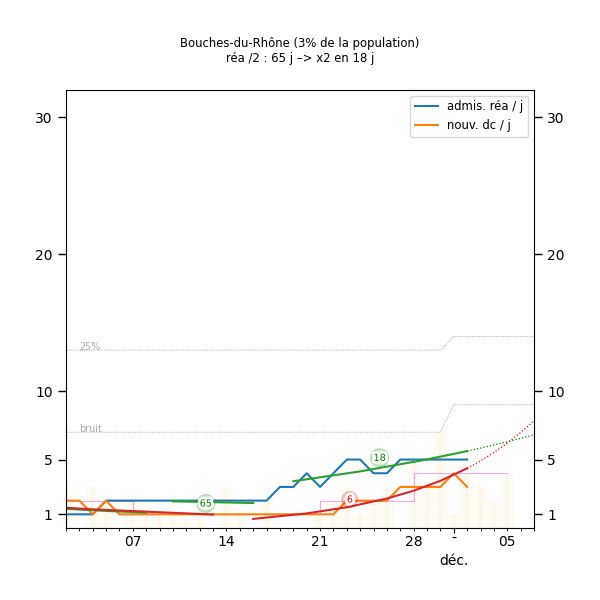 Bouches-du-Rhône (3% de la population)
réa /2 : 65 j –> x2 en 18 j
admis. réa / j
nouv. dc / j
30 30
20 20
25%
10 10
bruit
18
5 5
65 6
1 1
07 14 21 28 - 05
déc.